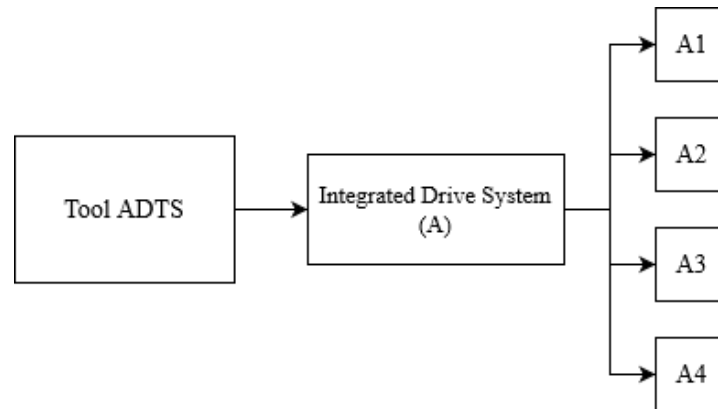 Tool ADTS
Integrated Drive System
(A)
A1
A2
A3
A4